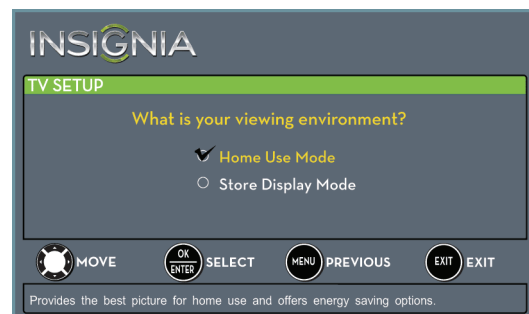 INSIGNIA
TV SETUP
What is your viewing environment?
Home Use Mode
Store Display Mode
MOVE OK ENTER SELECT MENU PREVIOUS EXIT EXIT
Provides the best picture for home use and offers energy saving options.